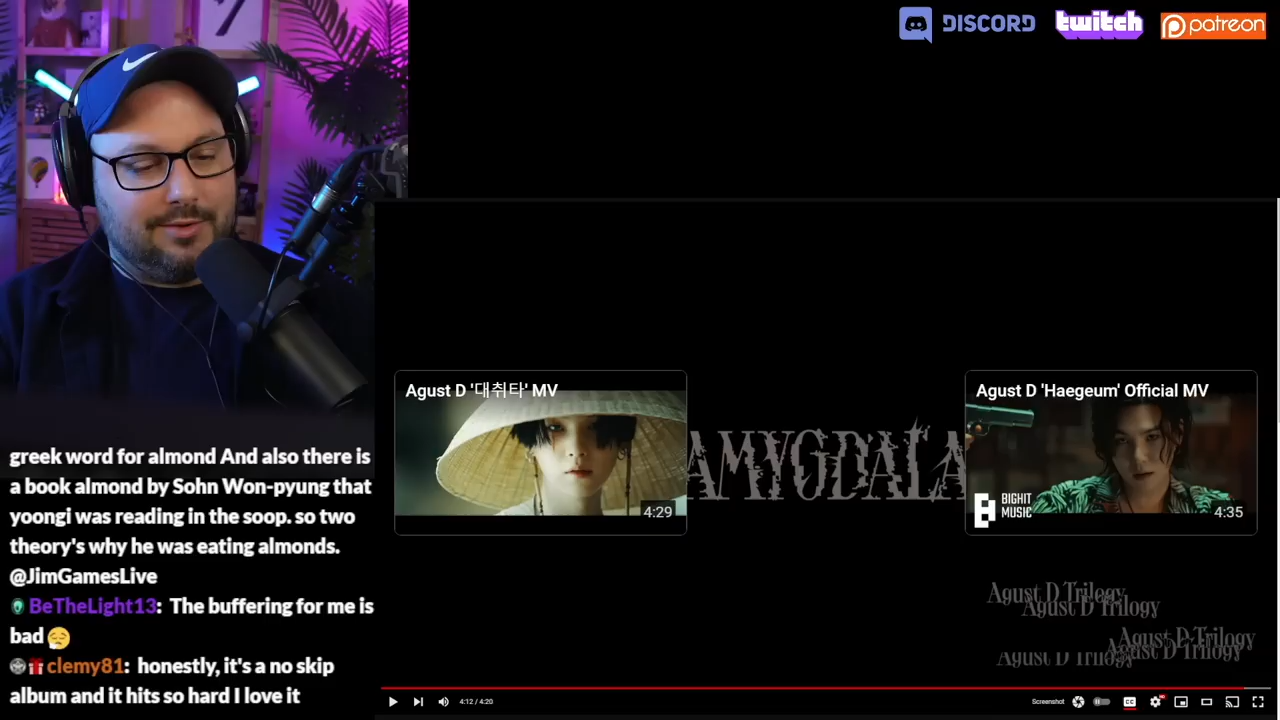 DISCORD
twitch
patreon
Agust D '대취타' MV
4:29
AMYGDALA
Agust D 'Haegeum' Official MV
BIGHIT
MUSIC
4:35
Agust D Trilogy
Agust D Trilogy
Agust D Trilogy
Agust D Trilogy
Agust D Trilogy
greek word for almond And also there is
a book almond by Sohn Won-pyung that
yoongi was reading in the soop. so two
theory's why he was eating almonds.
@JimGamesLive
BeTheLight13: The buffering for me is
bad
clemy81: honestly, it's a no skip
album and it hits so hard I love it
4:12 / 4:20
Screenshot
CC
HD